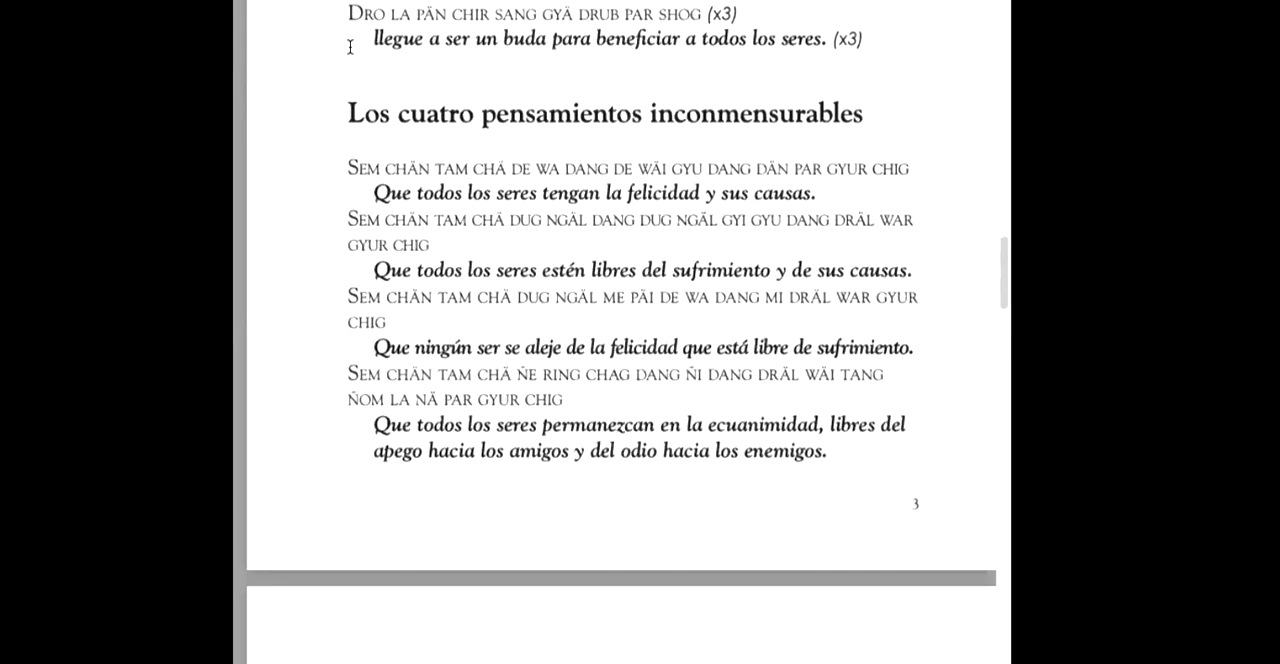 Dro la pän chir sang gyä drub par shog (x3)
llegue a ser un buda para beneficiar a todos los seres. (x3)
Los cuatro pensamientos inconmensurables
Sem chän tam chä de wa dang de wäi gyu dang dän par gyur chig
Que todos los seres tengan la felicidad y sus causas.
Sem chän tam chä dug ngäl dang dug ngäl gyi gyu dang dräl war
gyur chig
Que todos los seres estén libres del sufrimiento y de sus causas.
Sem chän tam chä dug ngäl me päi de wa dang mi dräl war gyur
chig
Que ningún ser se aleje de la felicidad que está libre de sufrimiento.
Sem chän tam chä ñe ring chag dang ñi dang dräl wäi tang
ñom la nä par gyur chig
Que todos los seres permanezcan en la ecuanimidad, libres del
apego hacia los amigos y del odio hacia los enemigos.
3